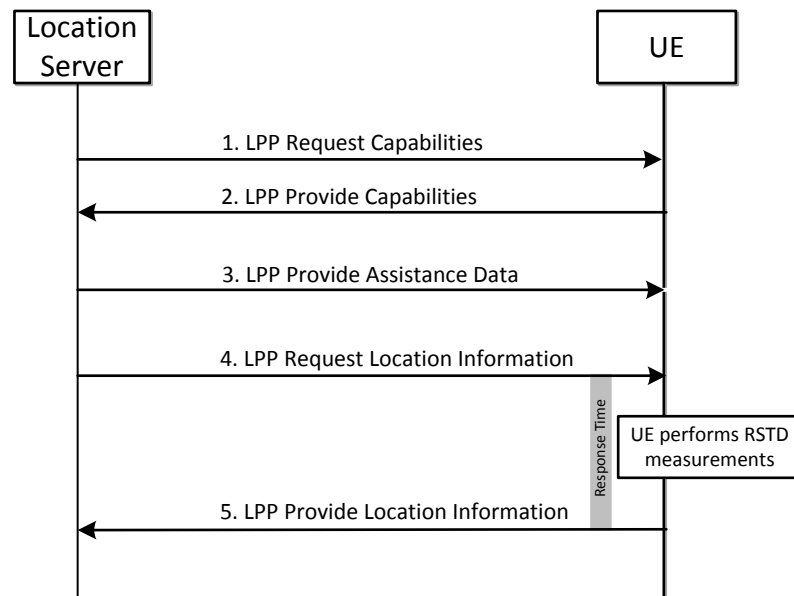 Location
Server
UE
1. LPP Request Capabilities
2. LPP Provide Capabilities
3. LPP Provide Assistance Data
4. LPP Request Location Information
Response Time
UE performs RSTD
measurements
5. LPP Provide Location Information